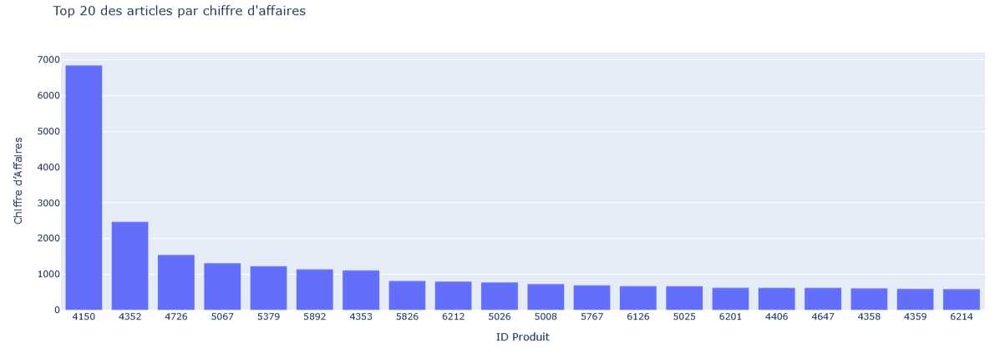 Top 20 des articles par chiffre d'affaires
7000
6000
5000
4000
3000
2000
1000
0
Chiffre d’Affaires
4150 4352 4726 5067 5379 5892 4353 5826 6212 5026 5008 5767 6126 5025 6201 4406 4647 4358 4359 6214
ID Produit